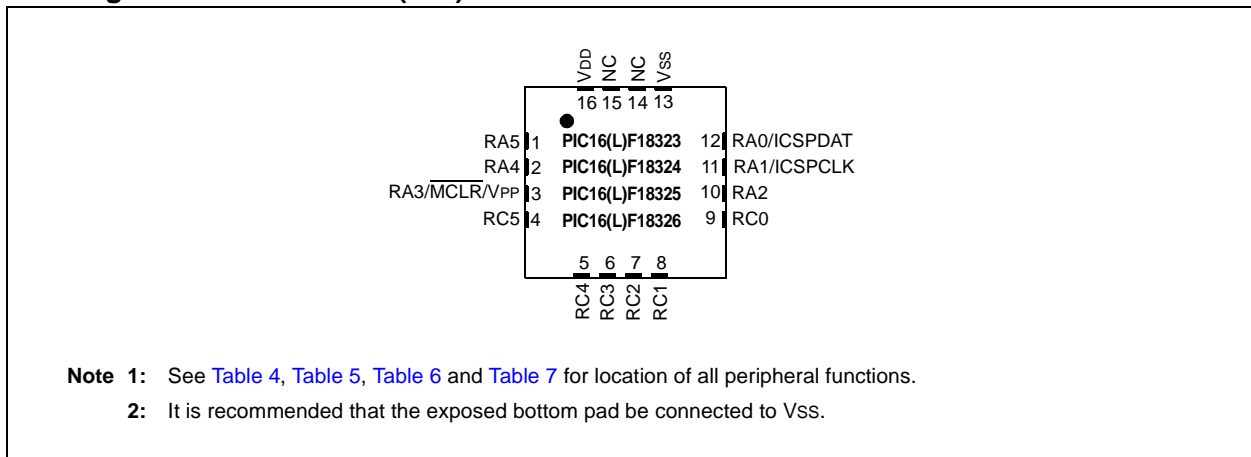 VDD NC NC VSS
16 15 14 13
RA5 1 PIC16(L)F18323 12 RA0/ICSPDAT
RA4 2 PIC16(L)F18324 11 RA1/ICSPCLK
RA3/MCLR/VPP 3 PIC16(L)F18325 10 RA2
RC5 4 PIC16(L)F18326 9 RC0
5 6 7 8
RC4 RC3 RC2 RC1
Note 1: See Table 4, Table 5, Table 6 and Table 7 for location of all peripheral functions.
2: It is recommended that the exposed bottom pad be connected to VSS.